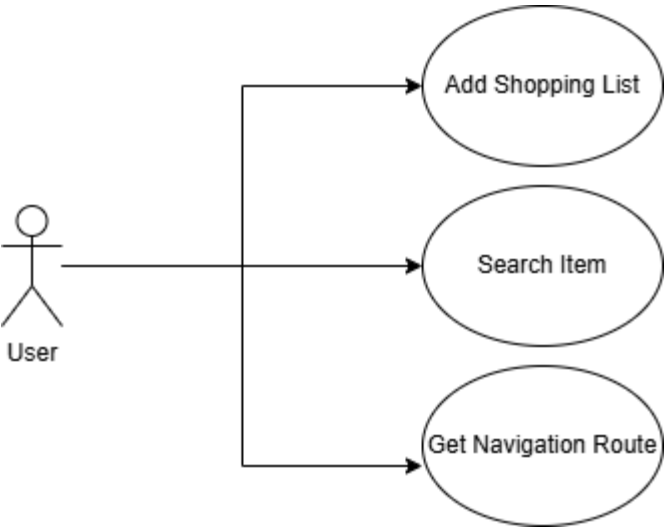 Add Shopping List
Search Item
User
Get Navigation Route